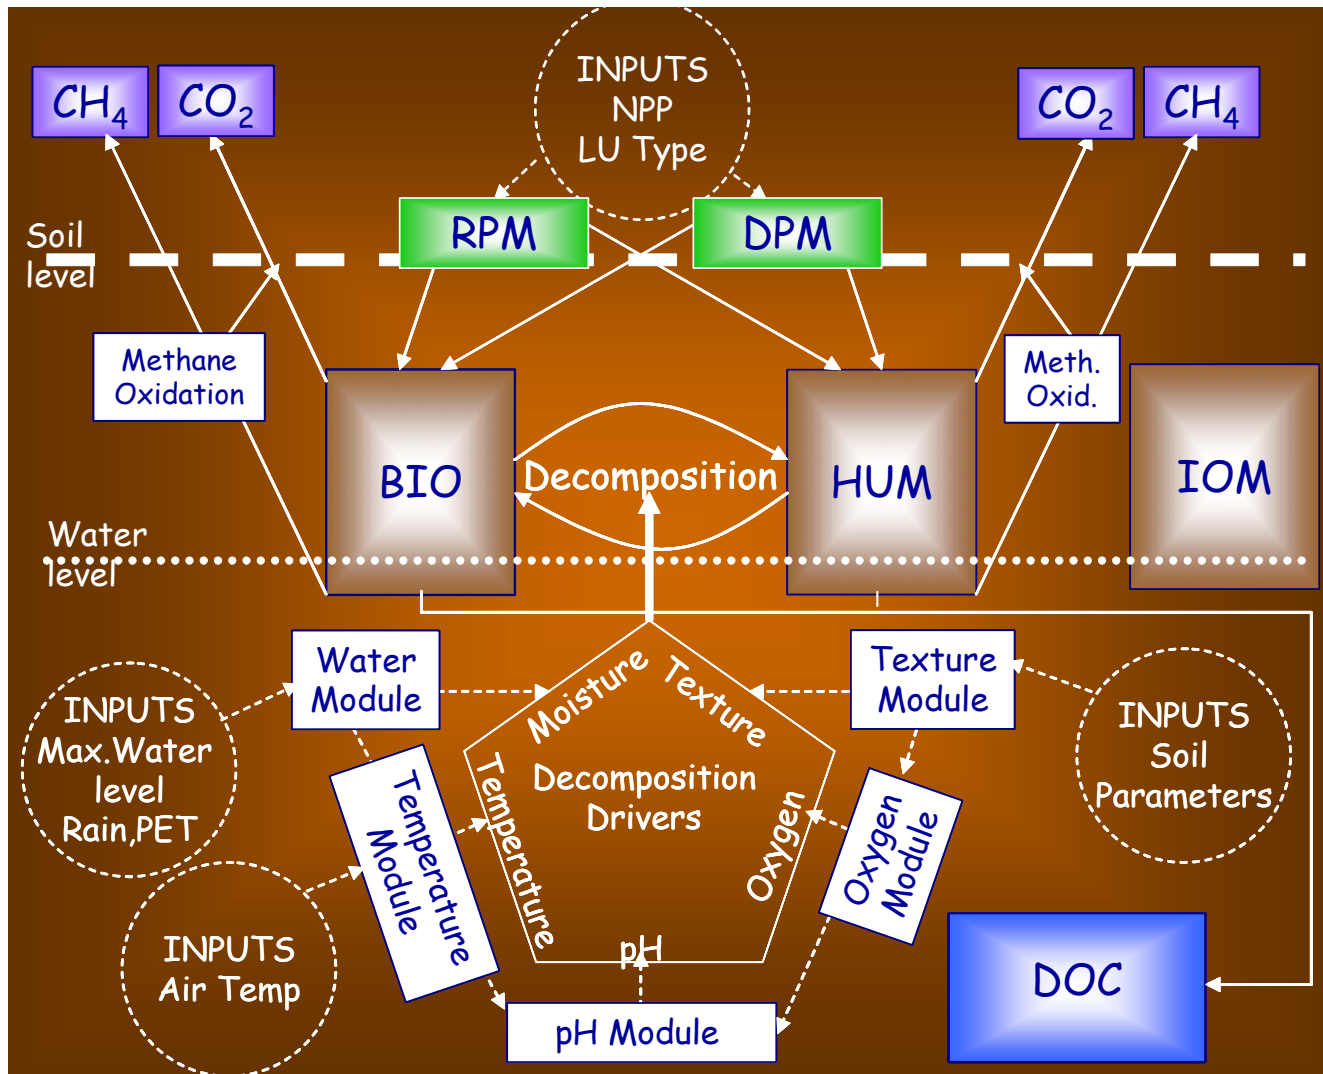 INPUTS
NPP
LU Type
CH4
CO2
CO2
CH4
RPM
DPM
Soil
level
Methane
Oxidation
Meth.
Oxid.
BIO
Decomposition
HUM
IOM
Water
level
Water
Module
Moisture
Texture
Texture
Module
INPUTS
Max.Water
level
Rain,PET
INPUTS
Soil
Parameters
Temperature
Module
Temperature
Decomposition
Drivers
Oxygen
Oxygen
Module
INPUTS
Air Temp
pH
pH Module
DOC